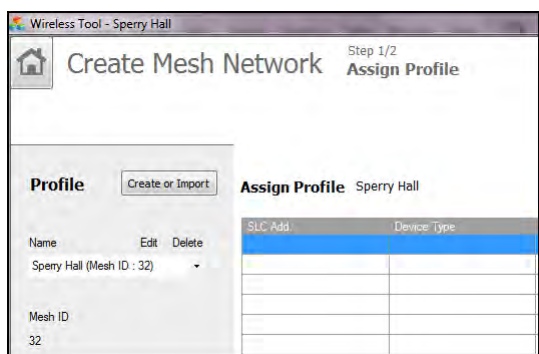 Wireless Tool - Sperry Hall
Create Mesh Network
Step 1/2
Assign Profile
Profile
Create or Import
Assign Profile Sperry Hall
SLC Add. Device Type
Name Edit Delete
Sperry Hall (Mesh ID : 32)
Mesh ID
32